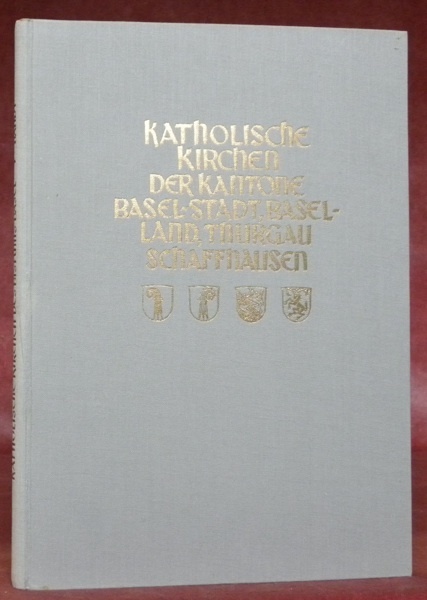 KATHOLISCHE
KIRCHEN
DER KANTONE
BASEL-STADT, BASEL-
LAND, THURGAU
SCHAFFHAUSEN